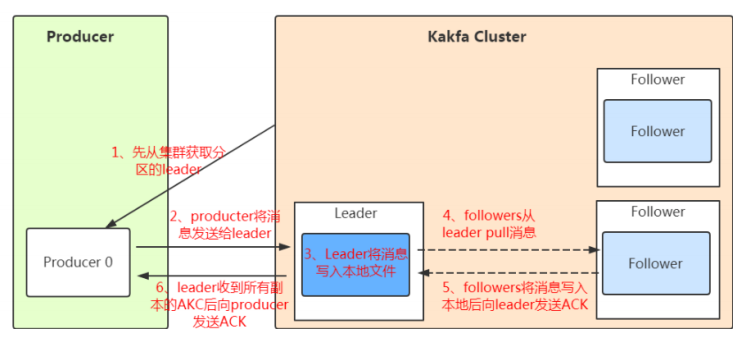 Producer
Kakfa Cluster
Follower
Follower
1、先从集群获取分
区的leader
2、producter将消
息发送给leader
Leader
4、followers从
leader pull消息
Follower
Producer 0
3、Leader将消息
写入本地文件
Follower
6、leader收到所有副
本的AKC后向producer
发送ACK
5、followers将消息写入
本地后向leader发送ACK